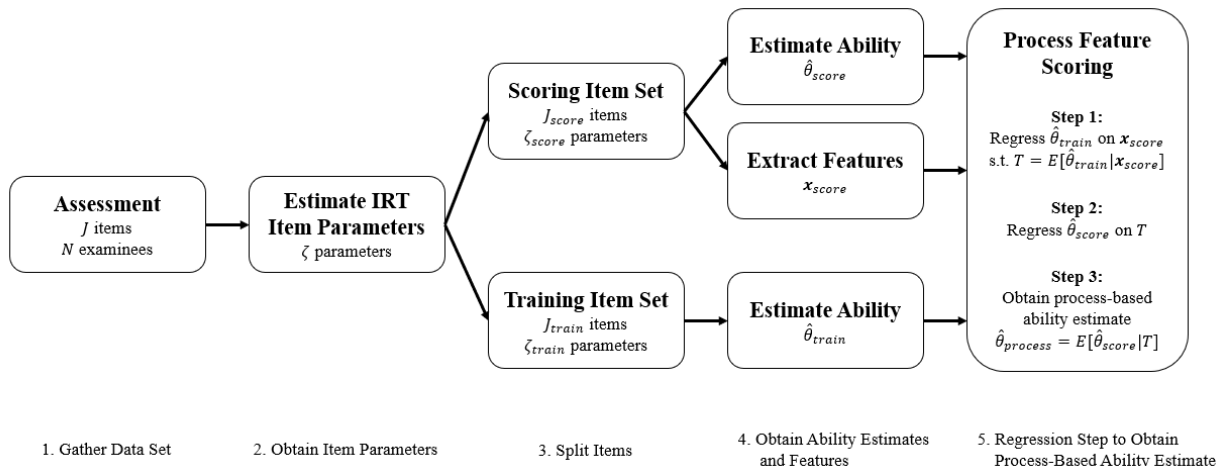 Assessment
J items
N examinees
Estimate IRT
Item Parameters
ζ parameters
Scoring Item Set
J_score items
ζ_score parameters
Training Item Set
J_train items
ζ_train parameters
Estimate Ability
θ̂_score
Extract Features
x_score
Estimate Ability
θ̂_train
Process Feature
Scoring
Step 1:
Regress θ̂_train on x_score
s.t. T = E[θ̂_train|x_score]
Step 2:
Regress θ̂_score on T
Step 3:
Obtain process-based
ability estimate
θ̂_process = E[θ̂_score|T]
1. Gather Data Set
2. Obtain Item Parameters
3. Split Items
4. Obtain Ability Estimates
and Features
5. Regression Step to Obtain
Process-Based Ability Estimate